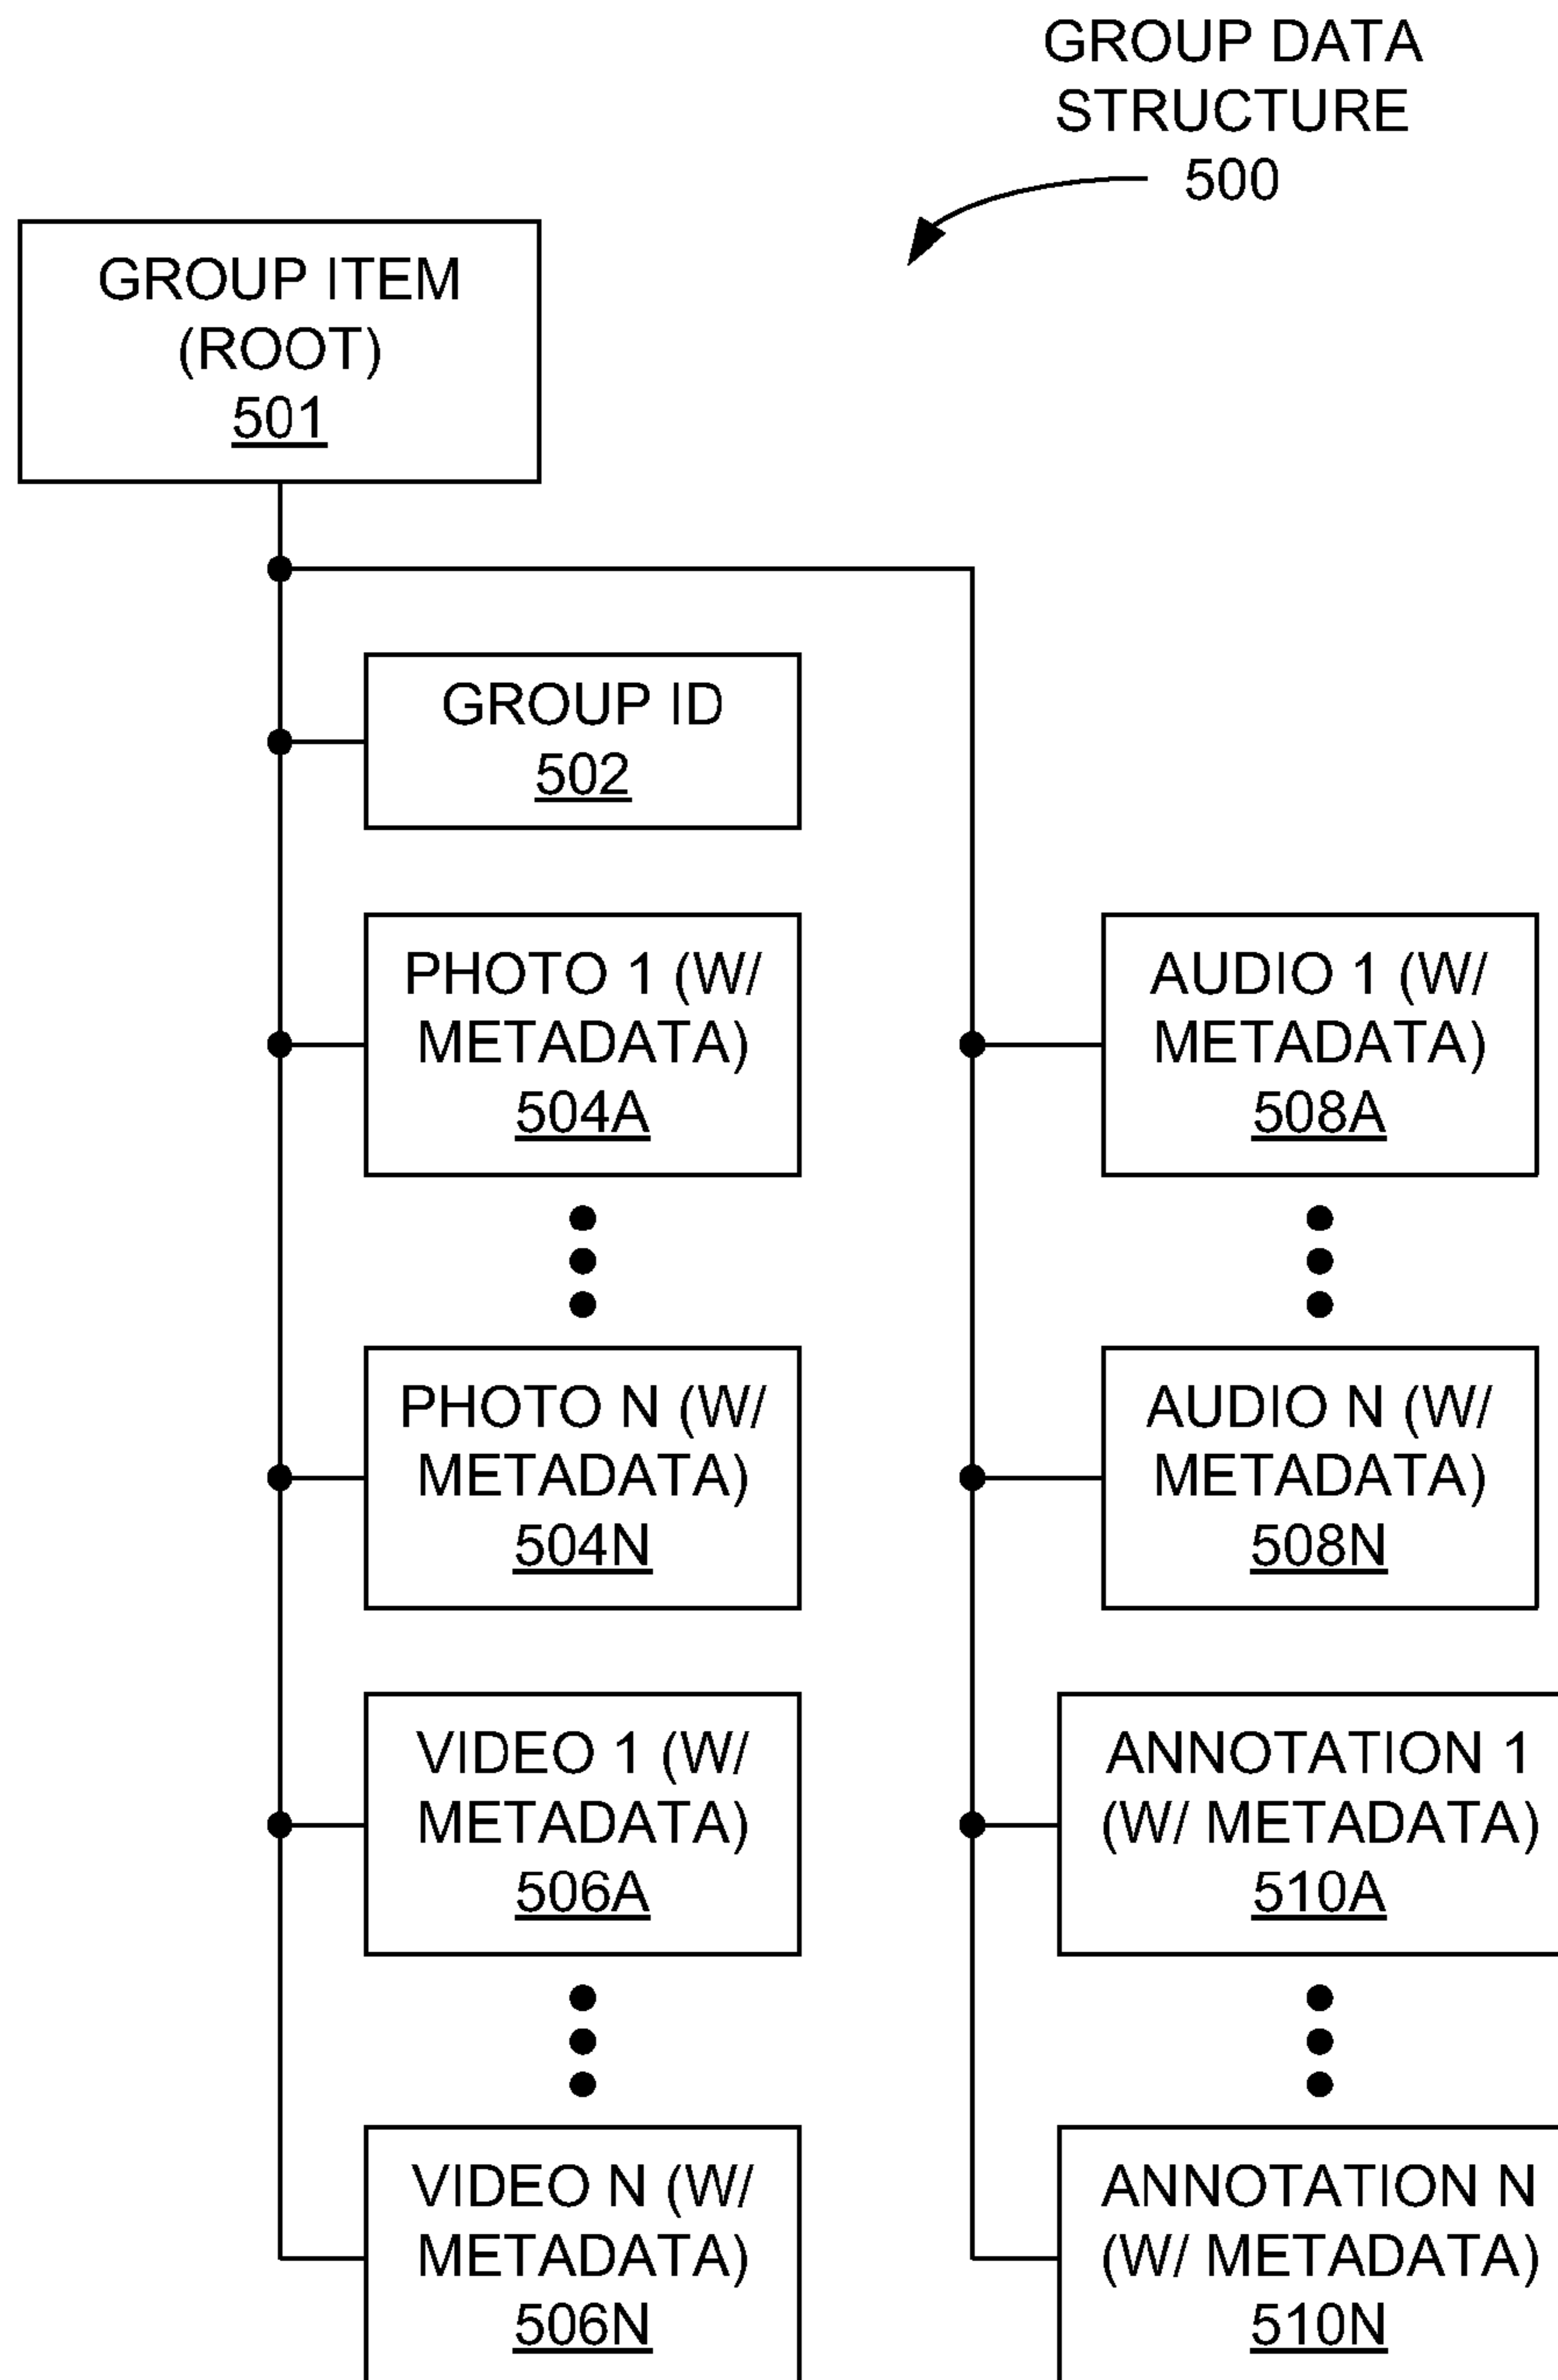 GROUP DATA
STRUCTURE
500
GROUP ITEM
(ROOT)
501
GROUP ID
502
PHOTO 1 (W/
METADATA)
504A
PHOTO N (W/
METADATA)
504N
VIDEO 1 (W/
METADATA)
506A
VIDEO N (W/
METADATA)
506N
AUDIO 1 (W/
METADATA)
508A
AUDIO N (W/
METADATA)
508N
ANNOTATION 1
(W/ METADATA)
510A
ANNOTATION N
(W/ METADATA)
510N